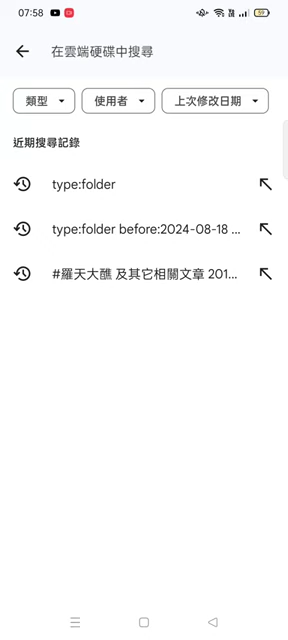 07:58
59
在雲端硬碟中搜尋
類型 使用者 上次修改日期
近期搜尋記錄
type:folder
type:folder before:2024-08-18 ...
#羅天大醮 及其它相關文章 201...